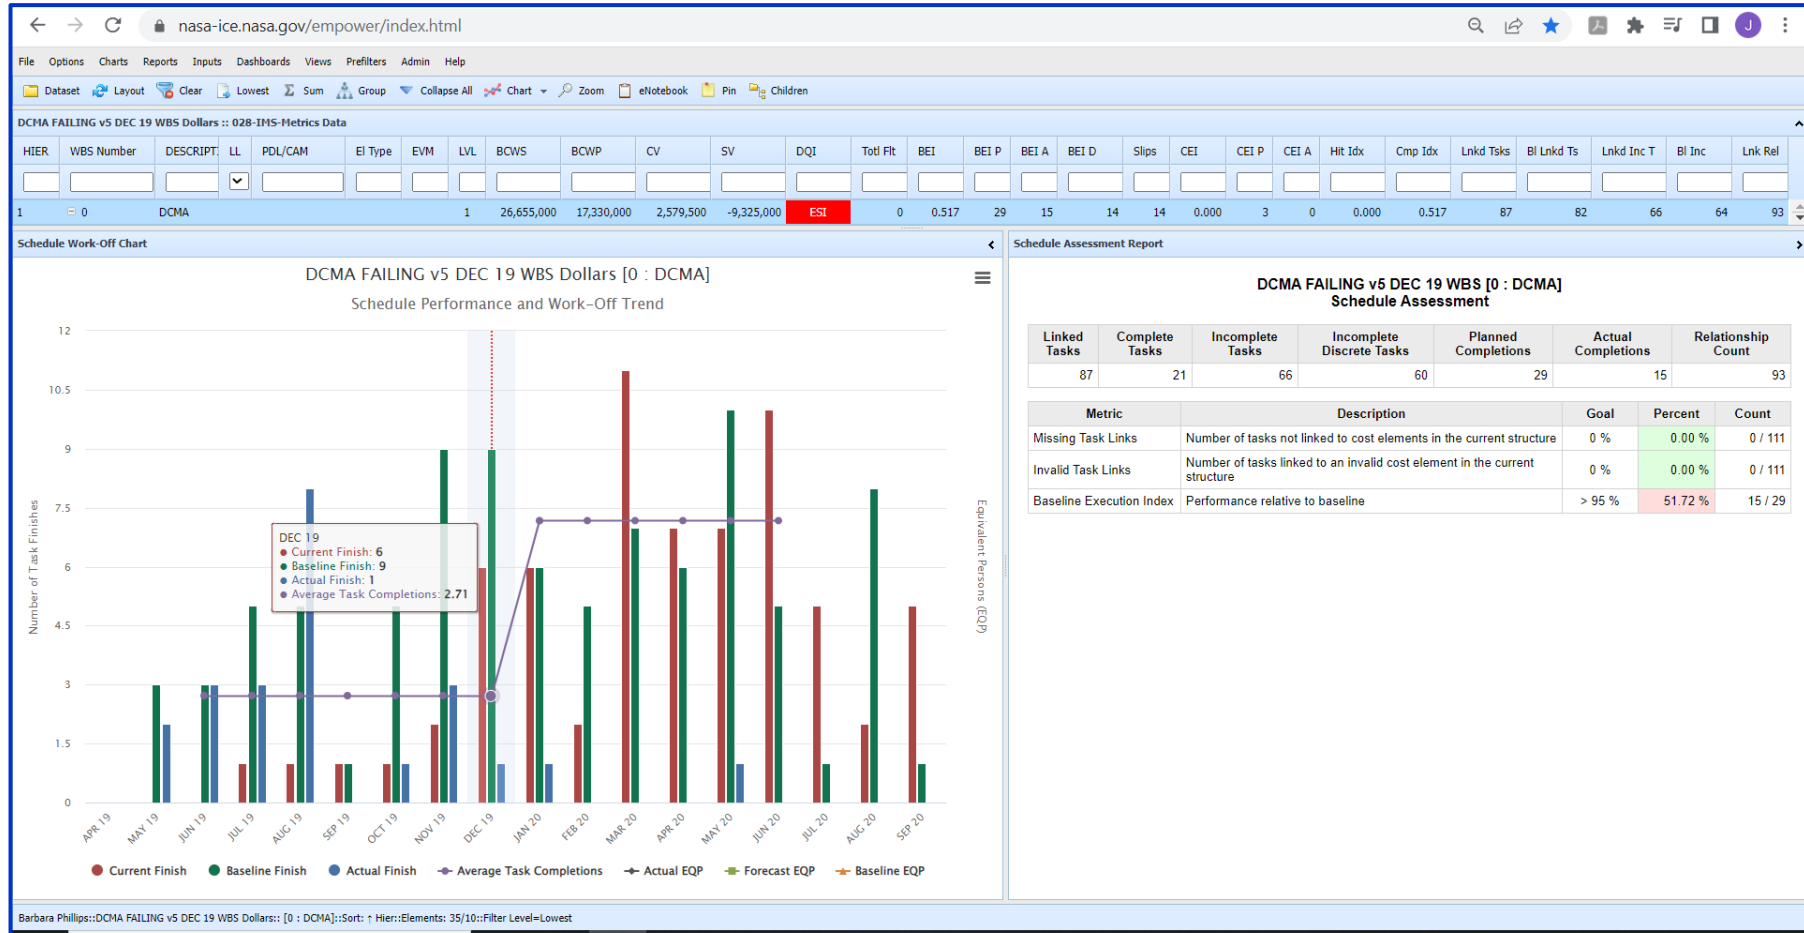 nasa-ice.nasa.gov/empower/index.html
J
File Options Charts Reports Inputs Dashboards Views Prefilters Admin Help
Dataset Layout Clear Lowest Σ Sum Group Collapse All Chart Zoom eNotebook Pin Children
DCMA FAILING v5 DEC 19 WBS Dollars :: 028-IMS-Metrics Data
HIER WBS Number DESCRIPT: LL PDL/CAM El Type EVM LVL BCWS BCWP CV SV DQI Totl Flt BEI BEI P BEI A BEI D Slips CEI CEI P CEI A Hit Idx Cmp Idx Lnkd Tsks Bl Lnkd Ts Lnkd Inc T Bl Inc Lnk Rel
1 0 DCMA 1 26,655,000 17,330,000 2,579,500 -9,325,000 ESI 0 0.517 29 15 14 14 0.000 3 0 0.000 0.517 87 82 66 64 93
Schedule Work-Off Chart
DCMA FAILING v5 DEC 19 WBS Dollars [0 : DCMA]
Schedule Performance and Work-Off Trend
Number of Task Finishes
12
10.5
9
7.5
6
4.5
3
1.5
0
DEC 19
Current Finish: 6
Baseline Finish: 9
Actual Finish: 1
Average Task Completions: 2.71
Equivalent Persons (EQP)
APR 19 MAY 19 JUN 19 JUL 19 AUG 19 SEP 19 OCT 19 NOV 19 DEC 19 JAN 20 FEB 20 MAR 20 APR 20 MAY 20 JUN 20 JUL 20 AUG 20 SEP 20
Current Finish Baseline Finish Actual Finish Average Task Completions Actual EQP Forecast EQP Baseline EQP
Schedule Assessment Report
DCMA FAILING v5 DEC 19 WBS [0 : DCMA]
Schedule Assessment
Linked Tasks Complete Tasks Incomplete Tasks Incomplete Discrete Tasks Planned Completions Actual Completions Relationship Count
87 21 66 60 29 15 93
Metric Description Goal Percent Count
Missing Task Links Number of tasks not linked to cost elements in the current structure 0 % 0.00 % 0 / 111
Invalid Task Links Number of tasks linked to an invalid cost element in the current structure 0 % 0.00 % 0 / 111
Baseline Execution Index Performance relative to baseline > 95 % 51.72 % 15 / 29
Barbara Phillips::DCMA FAILING v5 DEC 19 WBS Dollars:: [0 : DCMA]::Sort: ↑ Hier::Elements: 35/10::Filter Level=Lowest